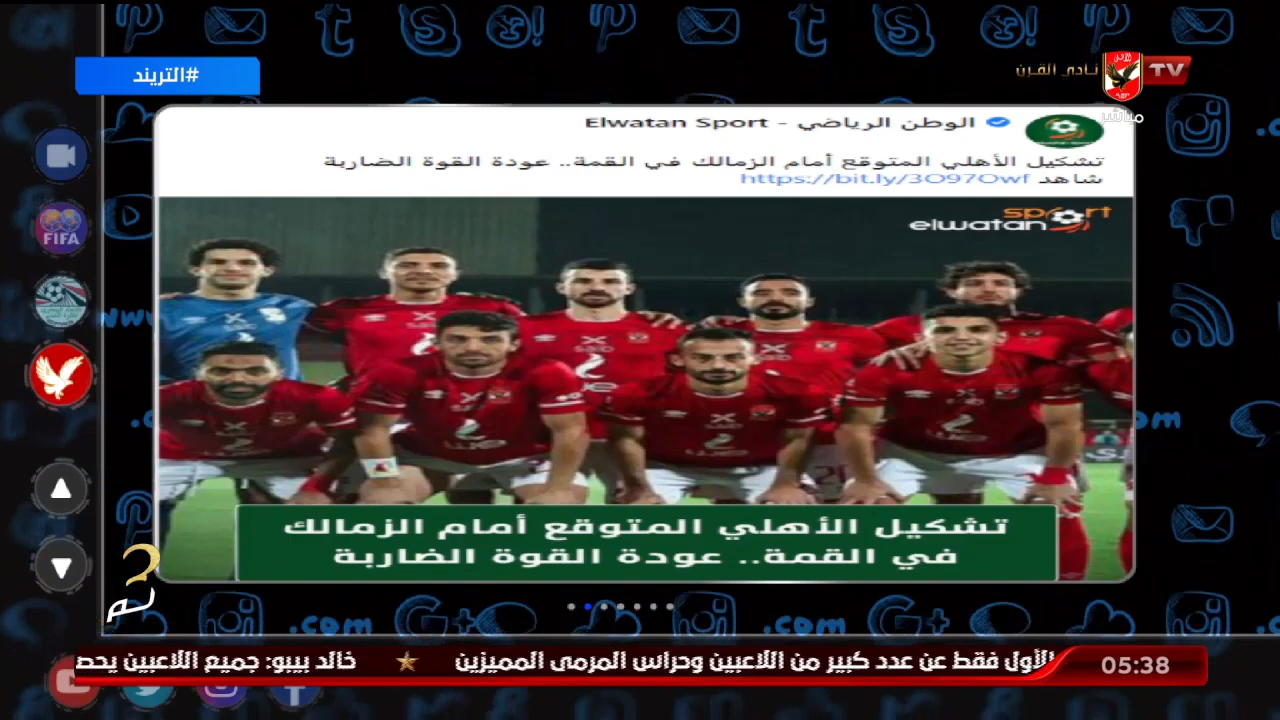 #التريند
نادي القرن
TV
مباشر
الوطن الرياضي - Elwatan Sport
تشكيل الأهلي المتوقع أمام الزمالك في القمة.. عودة القوة الضاربة
شاهد https://bit.ly/3O97Owf
sport
elwatan
FIFA
تشكيل الأهلي المتوقع أمام الزمالك
في القمة.. عودة القوة الضاربة
الأول فقط عن عدد كبير من اللاعبين وحراس المرمى المميزين ★ خالد بيبو: جميع اللاعبين يحص
05:38